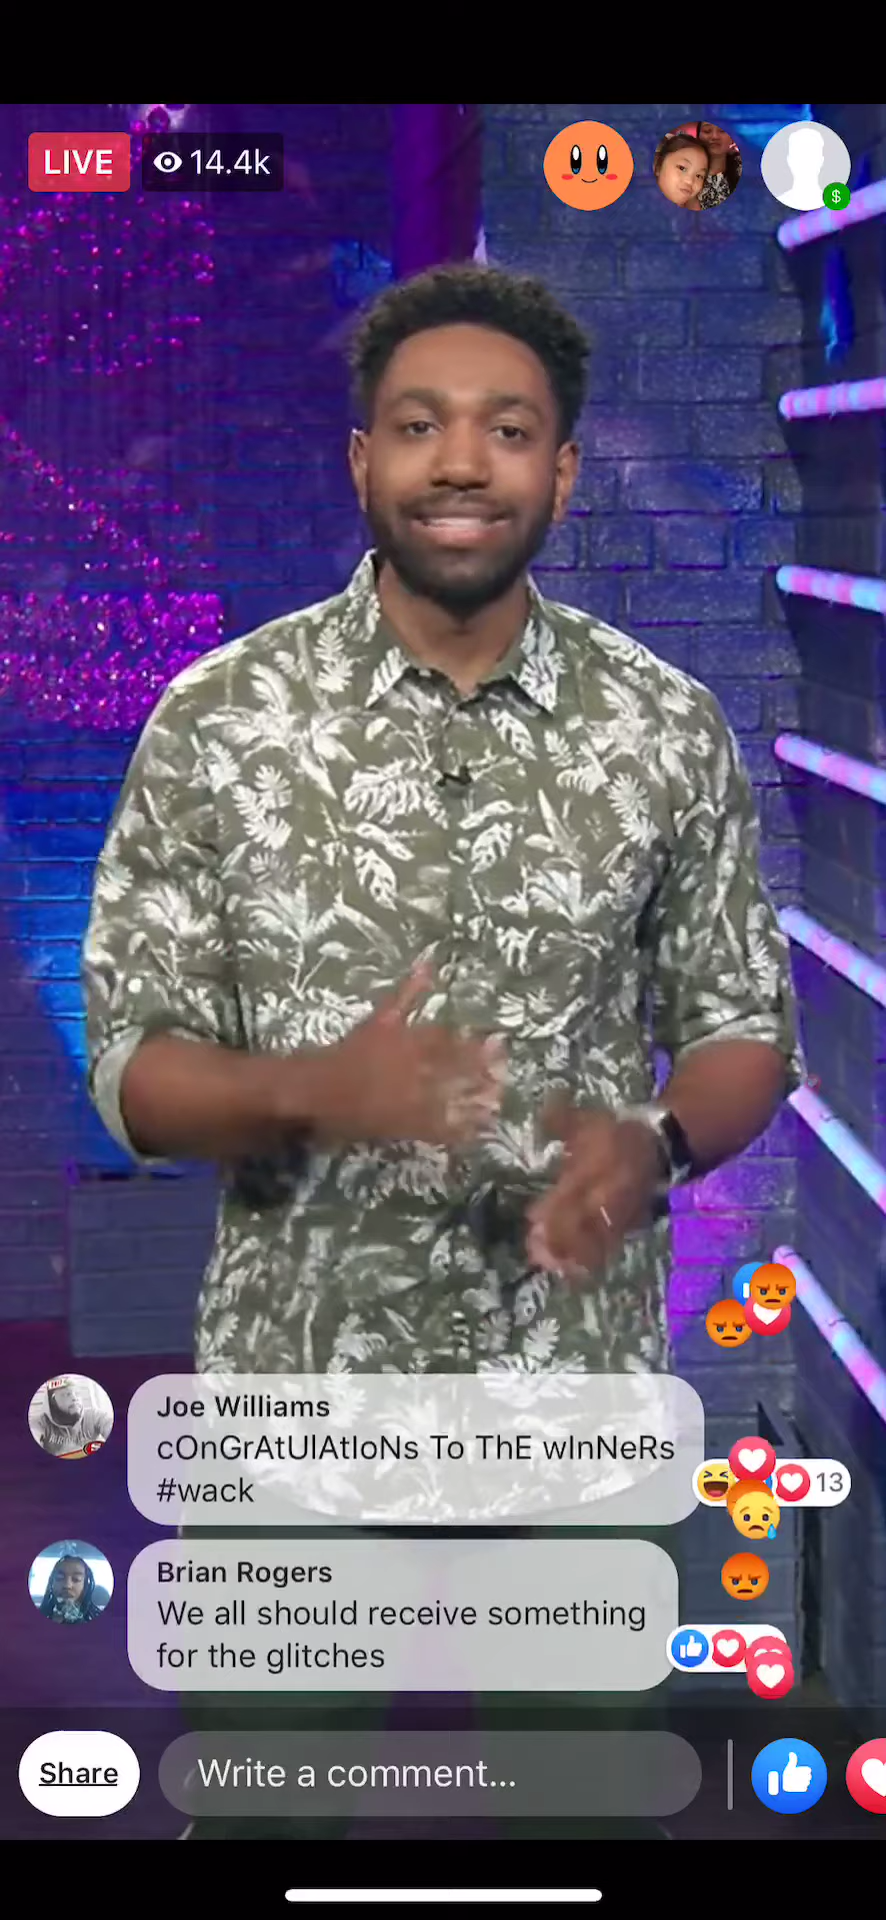 LIVE 14.4k
$
Joe Williams
cOnGrAtUlAtIoNs To ThE wInNeRs
#wack
13
Brian Rogers
We all should receive something
for the glitches
Share Write a comment...